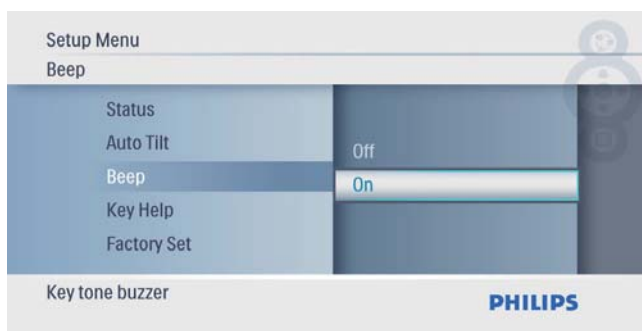 Setup Menu
Beep
Status
Auto Tilt
Beep
Key Help
Factory Set
Off
On
Key tone buzzer
PHILIPS